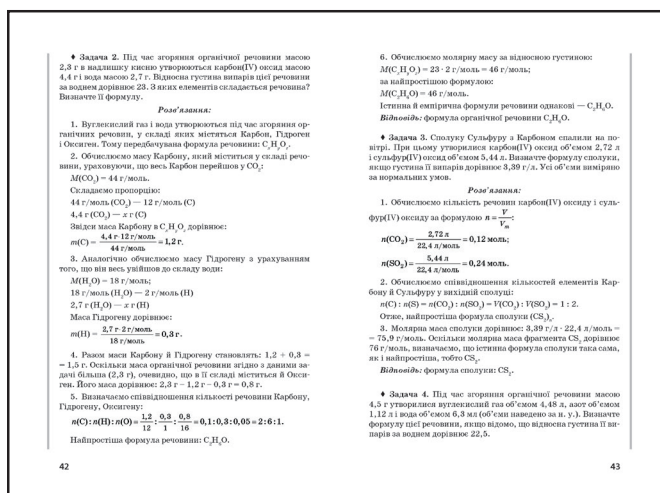 ♦ Задача 2. Під час згоряння органічної речовини масою
2,3 г в надлишку кисню утворюються карбон(IV) оксид масою
4,4 г і вода масою 2,7 г. Відносна густина випарів цієї речовини
за воднем дорівнює 23. З яких елементів складається речовина?
Визначте її формулу.
Розв'язання:
1. Вуглекислий газ і вода утворюються під час згоряння ор-
ганічних речовин, у складі яких містяться Карбон, Гідроген
і Оксиген. Тому передбачувана формула речовини: CₓHᵧO_z.
2. Обчислюємо масу Карбону, який міститься у складі речо-
вини, ураховуючи, що весь Карбон перейшов у CO₂:
M(CO₂) = 44 г/моль.
Складаємо пропорцію:
44 г/моль (CO₂) — 12 г/моль (C)
4,4 г (CO₂) — x г (C)
Звідси маса Карбону в CₓHᵧO_z дорівнює:
m(C) = 4,4 г·12 г/моль / 44 г/моль = 1,2 г.
3. Аналогічно обчислюємо масу Гідрогену з урахуванням
того, що він весь увійшов до складу води:
M(H₂O) = 18 г/моль;
18 г/моль (H₂O) — 2 г/моль (H)
2,7 г (H₂O) — x г (H)
Маса Гідрогену дорівнює:
m(H) = 2,7 г·2 г/моль / 18 г/моль = 0,3 г.
4. Разом маси Карбону й Гідрогену становлять: 1,2 + 0,3 =
= 1,5 г. Оскільки маса органічної речовини згідно з даними за-
дачі більша (2,3 г), очевидно, що в її складі міститься й Окси-
ген. Його маса дорівнює: 2,3 г – 1,2 г – 0,3 г = 0,8 г.
5. Визначаємо співвідношення кількості речовини Карбону,
Гідрогену, Оксигену:
n(C) : n(H) : n(O) = 1,2/12 : 0,3/1 : 0,8/16 = 0,1 : 0,3 : 0,05 = 2 : 6 : 1.
Найпростіша формула речовини: C₂H₆O.
42
6. Обчислюємо молярну масу за відносною густиною:
M(CₓHᵧO_z) = 23 · 2 г/моль = 46 г/моль;
за найпростішою формулою:
M(C₂H₆O) = 46 г/моль.
Істинна й емпірична формули речовини однакові — C₂H₆O.
Відповідь: формула органічної речовини C₂H₆O.
♦ Задача 3. Сполуку Сульфуру з Карбоном спалили на по-
вітрі. При цьому утворилися карбон(IV) оксид об'ємом 2,72 л
і сульфур(IV) оксид об'ємом 5,44 л. Визначте формулу сполуки,
якщо густина її випарів дорівнює 3,39 г/л. Усі об'єми виміряно
за нормальних умов.
Розв'язання:
1. Обчислюємо кількість речовин карбон(IV) оксиду і суль-
фур(IV) оксиду за формулою n = V / Vₘ:
n(CO₂) = 2,72 л / 22,4 л/моль = 0,12 моль;
n(SO₂) = 5,44 л / 22,4 л/моль = 0,24 моль.
2. Обчислюємо співвідношення кількостей елементів Кар-
бону й Сульфуру у вихідній сполуці:
n(C) : n(S) = n(CO₂) : n(SO₂) = V(CO₂) : V(SO₂) = 1 : 2.
Отже, найпростіша формула сполуки (CS₂)ₙ.
3. Молярна маса сполуки дорівнює: 3,39 г/л · 22,4 л/моль =
= 75,9 г/моль. Оскільки молярна маса фрагмента CS₂ дорівнює
76 г/моль, визначаємо, що істинна формула сполуки така сама,
як і найпростіша, тобто CS₂.
Відповідь: формула сполуки: CS₂.
♦ Задача 4. Під час згоряння органічної речовини масою
4,5 г утворилися вуглекислий газ об'ємом 4,48 л, азот об'ємом
1,12 л і вода об'ємом 6,3 мл (об'єми наведено за н. у.). Визначте
формулу цієї речовини, якщо відомо, що відносна густина її ви-
парів за воднем дорівнює 22,5.
43